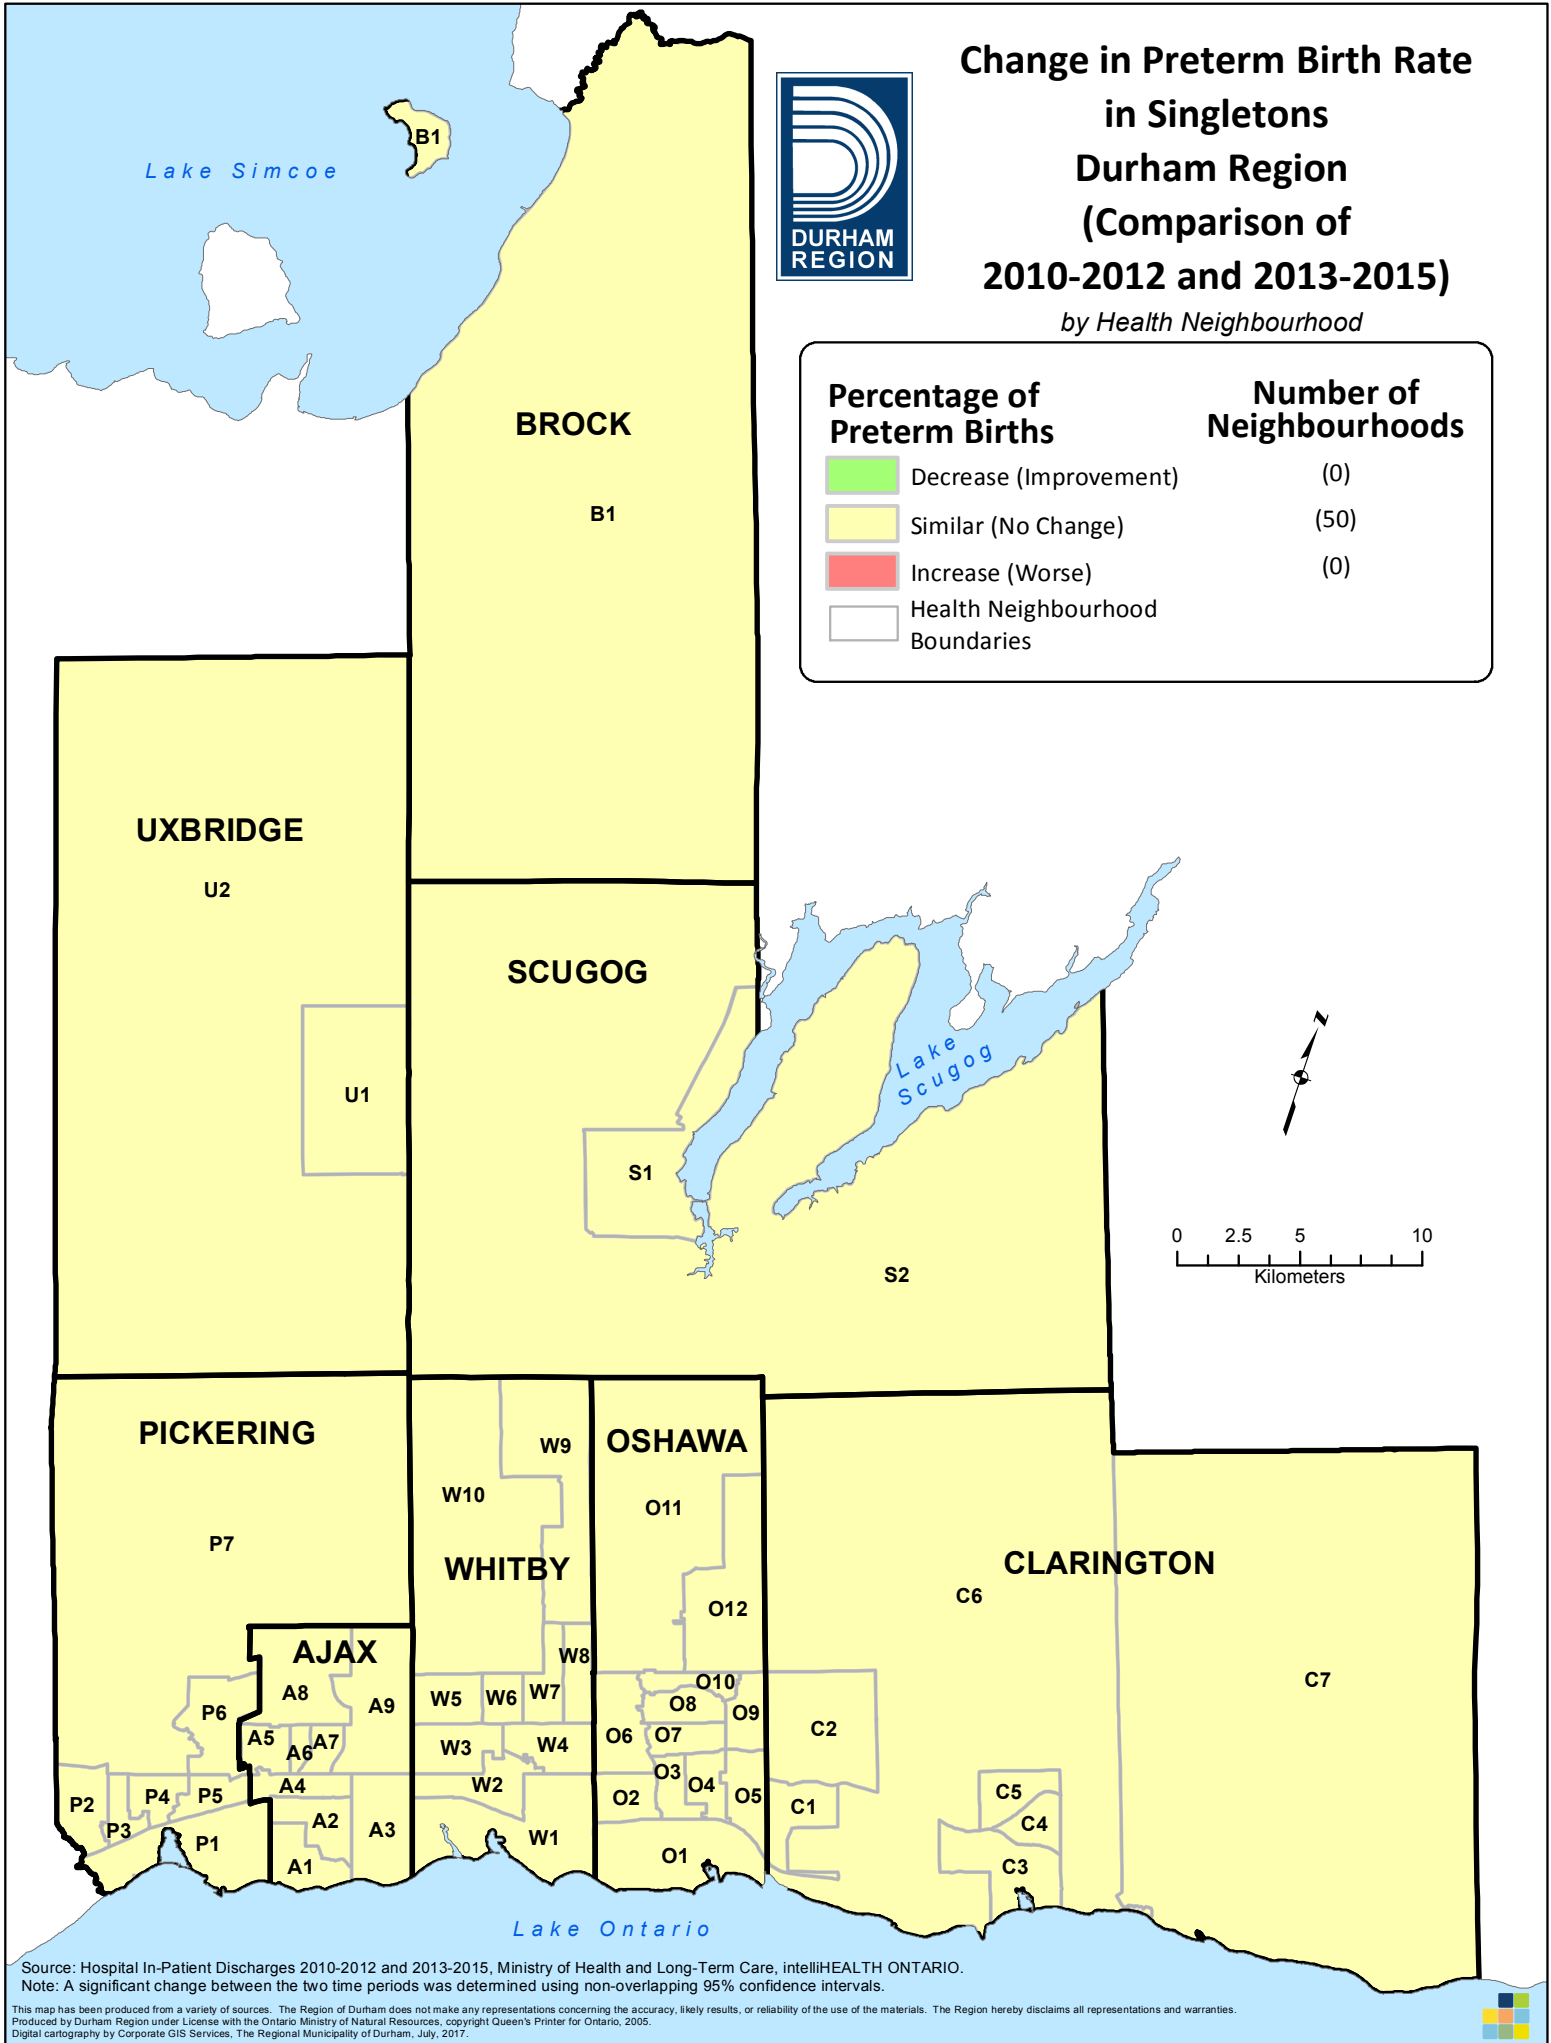 Change in Preterm Birth Rate
in Singletons
Durham Region
(Comparison of
2010-2012 and 2013-2015)
by Health Neighbourhood
DURHAM
REGION
Percentage of
Preterm Births
Number of
Neighbourhoods
Decrease (Improvement) (0)
Similar (No Change) (50)
Increase (Worse) (0)
Health Neighbourhood
Boundaries
B1
Lake Simcoe
BROCK
B1
UXBRIDGE
U2
U1
SCUGOG
Lake
Scugog
S1
S2
N
0 2.5 5 10
Kilometers
PICKERING
P7
P6
P2
P3
P4
P5
P1
AJAX
A8
A9
A5
A6
A7
A4
A2
A3
A1
W9
W10
WHITBY
W8
W5
W6
W7
W3
W4
W2
W1
OSHAWA
O11
O12
O10
O8
O9
O6
O7
O3
O4
O2
O5
O1
CLARINGTON
C6
C7
C2
C1
C5
C4
C3
Lake Ontario
Source: Hospital In-Patient Discharges 2010-2012 and 2013-2015, Ministry of Health and Long-Term Care, intelliHEALTH ONTARIO.
Note: A significant change between the two time periods was determined using non-overlapping 95% confidence intervals.
This map has been produced from a variety of sources. The Region of Durham does not make any representations concerning the accuracy, likely results, or reliability of the use of the materials. The Region hereby disclaims all representations and warranties.
Produced by Durham Region under License with the Ontario Ministry of Natural Resources, copyright Queen's Printer for Ontario, 2005.
Digital cartography by Corporate GIS Services, The Regional Municipality of Durham, July, 2017.